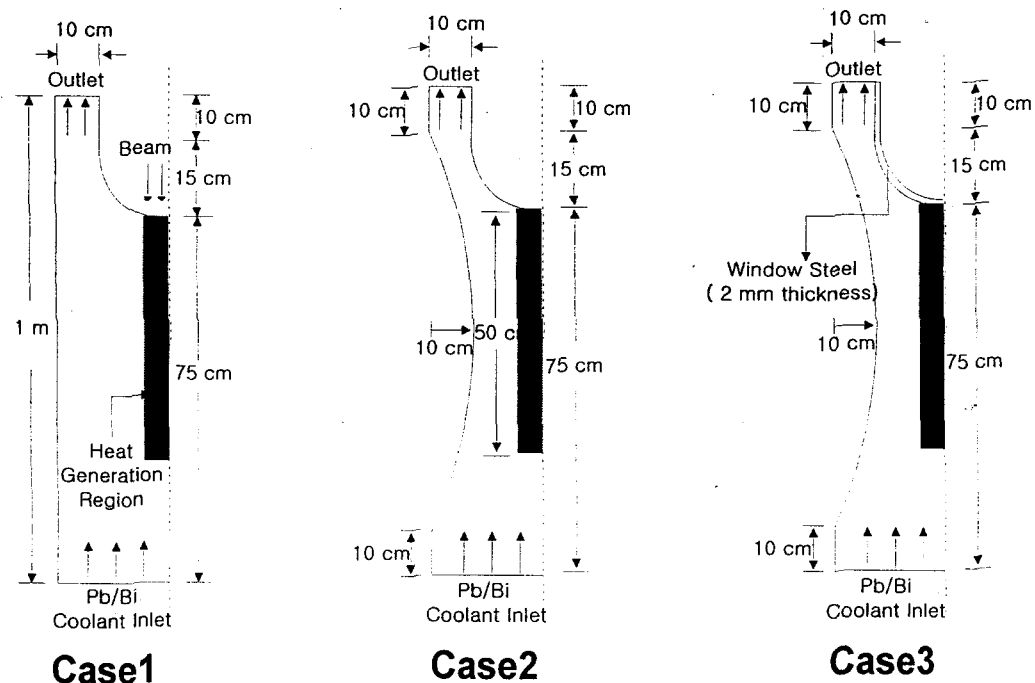 10 cm
Outlet
10 cm
Beam
15 cm
1 m
75 cm
Heat
Generation
Region
Pb/Bi
Coolant Inlet
Case1
10 cm
Outlet
10 cm
10 cm
15 cm
10 cm
50 c
75 cm
10 cm
Pb/Bi
Coolant Inlet
Case2
10 cm
Outlet
10 cm
10 cm
15 cm
Window Steel
( 2 mm thickness)
10 cm
75 cm
10 cm
Pb/Bi
Coolant Inlet
Case3